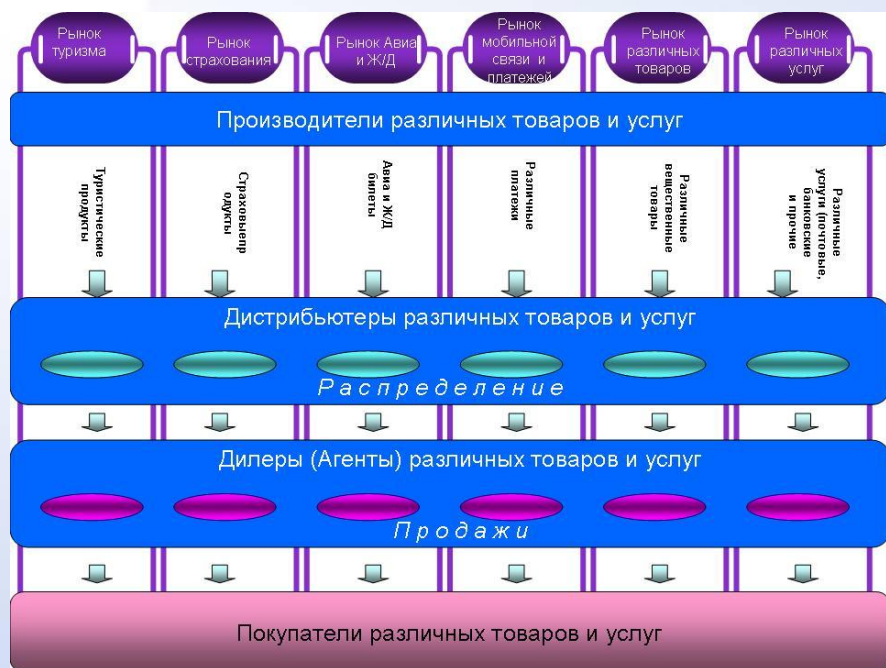 Рынок
туризма
Рынок
страхования
Рынок Авиа
и Ж/Д
Рынок
мобильной
связи и
платежей
Рынок
различных
товаров
Рынок
различных
услуг
Производители различных товаров и услуг
Туристические
продукты
Страховыепр
одукты
Авиа и Ж/Д
билеты
Различные
платежи
Различные
вещественные
товары
Различные
услуги (почтовые,
банковские
и прочие
Дистрибьютеры различных товаров и услуг
Распределение
Дилеры (Агенты) различных товаров и услуг
Продажи
Покупатели различных товаров и услуг